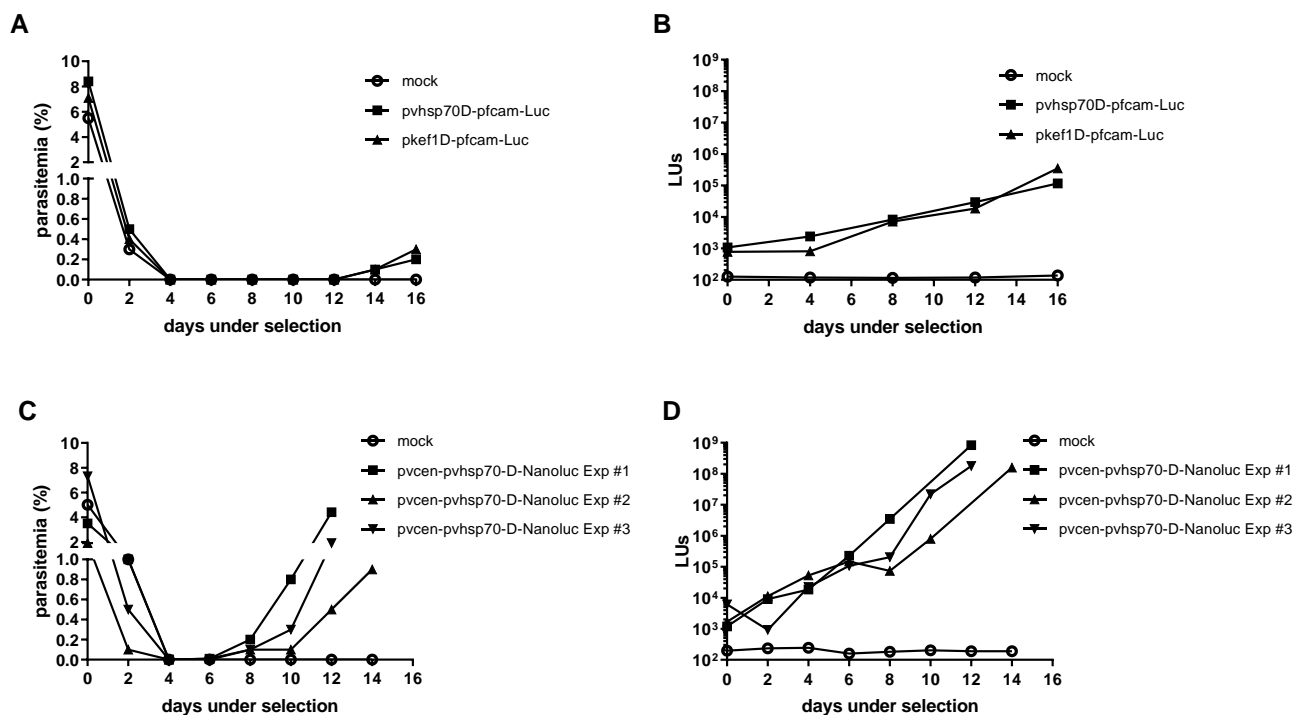 A
parasitemia (%)
10
8
6
4
2
1.0
0.8
0.6
0.4
0.2
0.0
0 2 4 6 8 10 12 14 16
days under selection
mock
pvhsp70D-pfcam-Luc
pkef1D-pfcam-Luc
B
LUs
10⁹
10⁸
10⁷
10⁶
10⁵
10⁴
10³
10²
0 2 4 6 8 10 12 14 16
days under selection
mock
pvhsp70D-pfcam-Luc
pkef1D-pfcam-Luc
C
parasitemia (%)
10
8
6
4
2
1.0
0.8
0.6
0.4
0.2
0.0
0 2 4 6 8 10 12 14 16
days under selection
mock
pvcen-pvhsp70-D-Nanoluc Exp #1
pvcen-pvhsp70-D-Nanoluc Exp #2
pvcen-pvhsp70-D-Nanoluc Exp #3
D
LUs
10⁹
10⁸
10⁷
10⁶
10⁵
10⁴
10³
10²
0 2 4 6 8 10 12 14 16
days under selection
mock
pvcen-pvhsp70-D-Nanoluc Exp #1
pvcen-pvhsp70-D-Nanoluc Exp #2
pvcen-pvhsp70-D-Nanoluc Exp #3